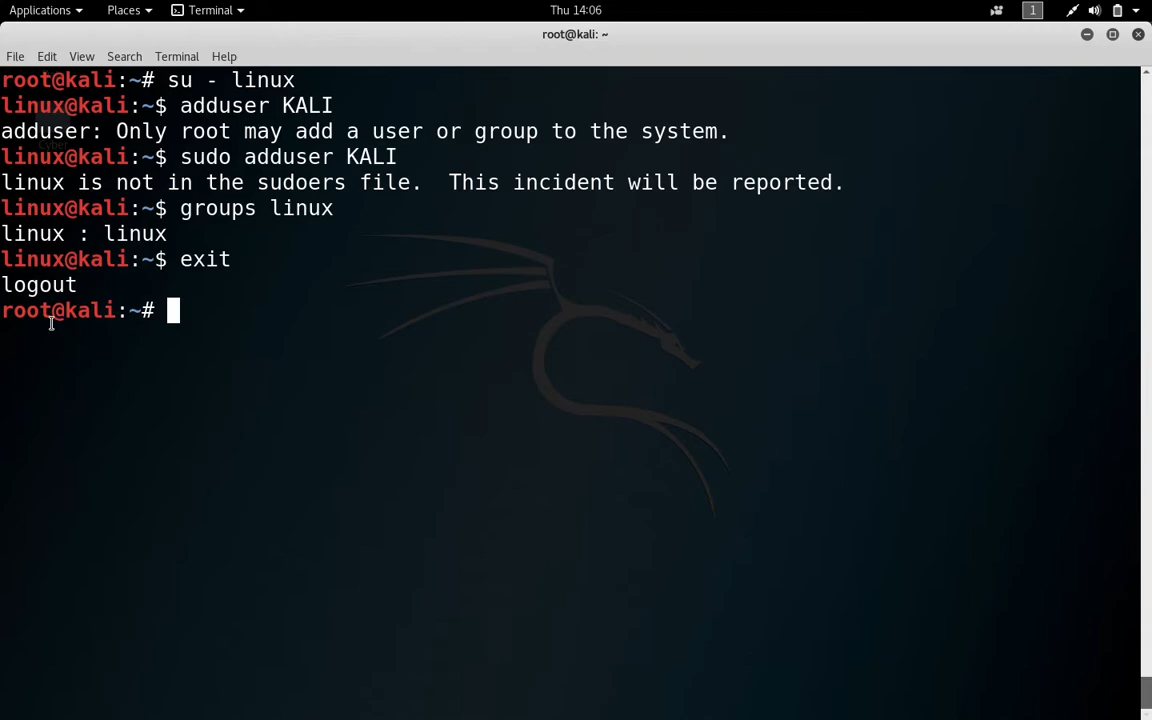 Applications Places Terminal Thu 14:06 1
root@kali: ~
File Edit View Search Terminal Help
root@kali:~# su - linux
linux@kali:~$ adduser KALI
adduser: Only root may add a user or group to the system.
linux@kali:~$ sudo adduser KALI
linux is not in the sudoers file.  This incident will be reported.
linux@kali:~$ groups linux
linux : linux
linux@kali:~$ exit
logout
root@kali:~#
Cyber